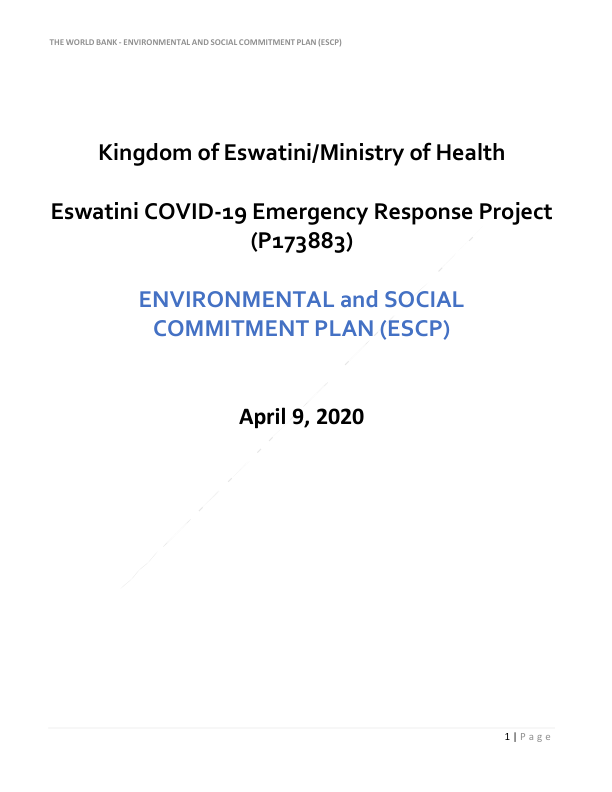 THE WORLD BANK - ENVIRONMENTAL AND SOCIAL COMMITMENT PLAN (ESCP)
Kingdom of Eswatini/Ministry of Health
Eswatini COVID-19 Emergency Response Project
(P173883)
ENVIRONMENTAL and SOCIAL
COMMITMENT PLAN (ESCP)
April 9, 2020
1 | Page